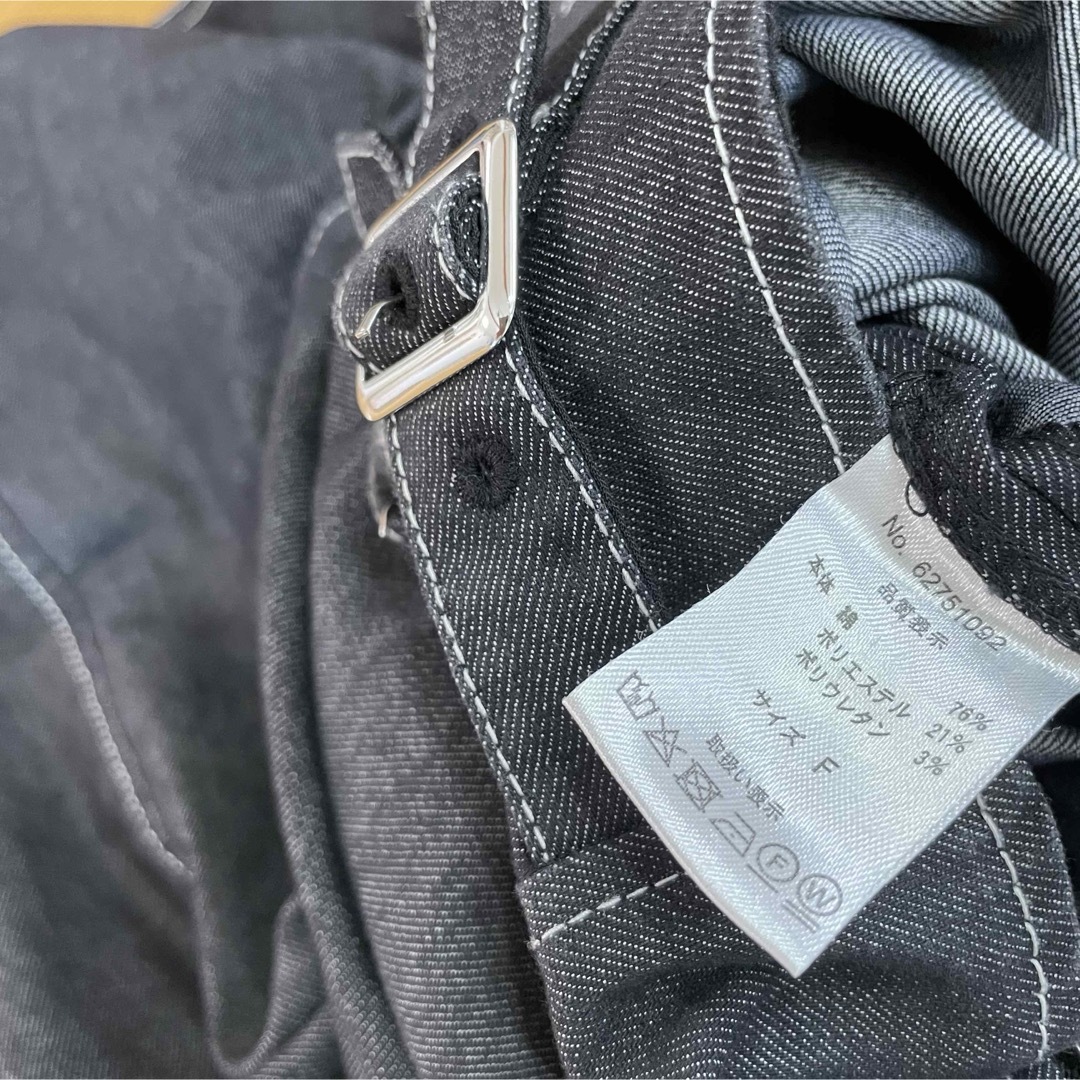 No. 62751092
品質表示
本体 綿 76%
ポリエステル 21%
ポリウレタン 3%
サイズ F
取扱い表示
F W